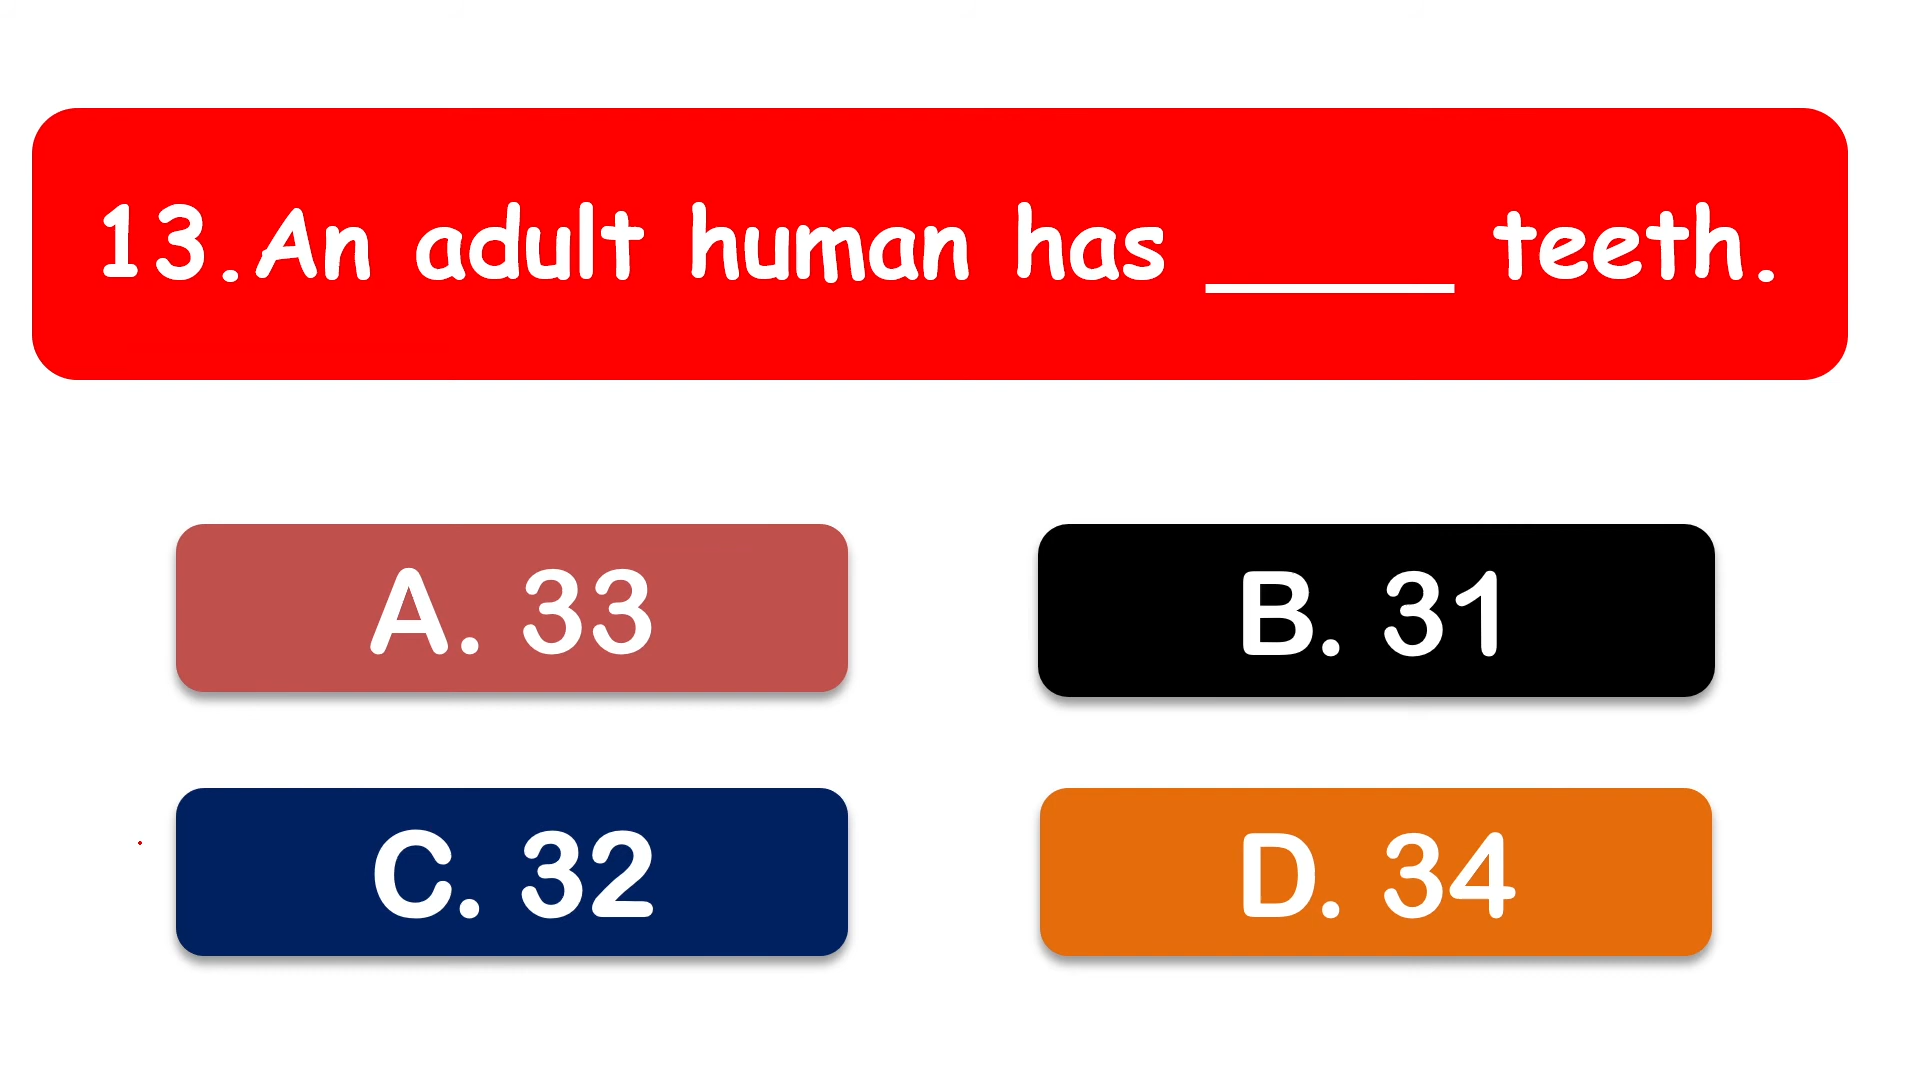 13.An adult human has _____ teeth.
A. 33
B. 31
C. 32
D. 34